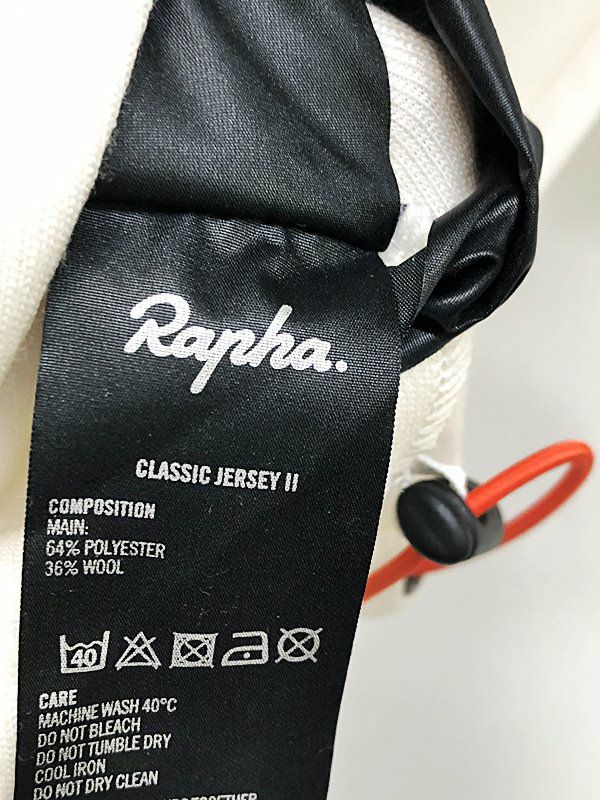 Rapha.
CLASSIC JERSEY II
COMPOSITION
MAIN:
64% POLYESTER
36% WOOL
40
CARE
MACHINE WASH 40°C
DO NOT BLEACH
DO NOT TUMBLE DRY
COOL IRON
DO NOT DRY CLEAN
TOGETHER